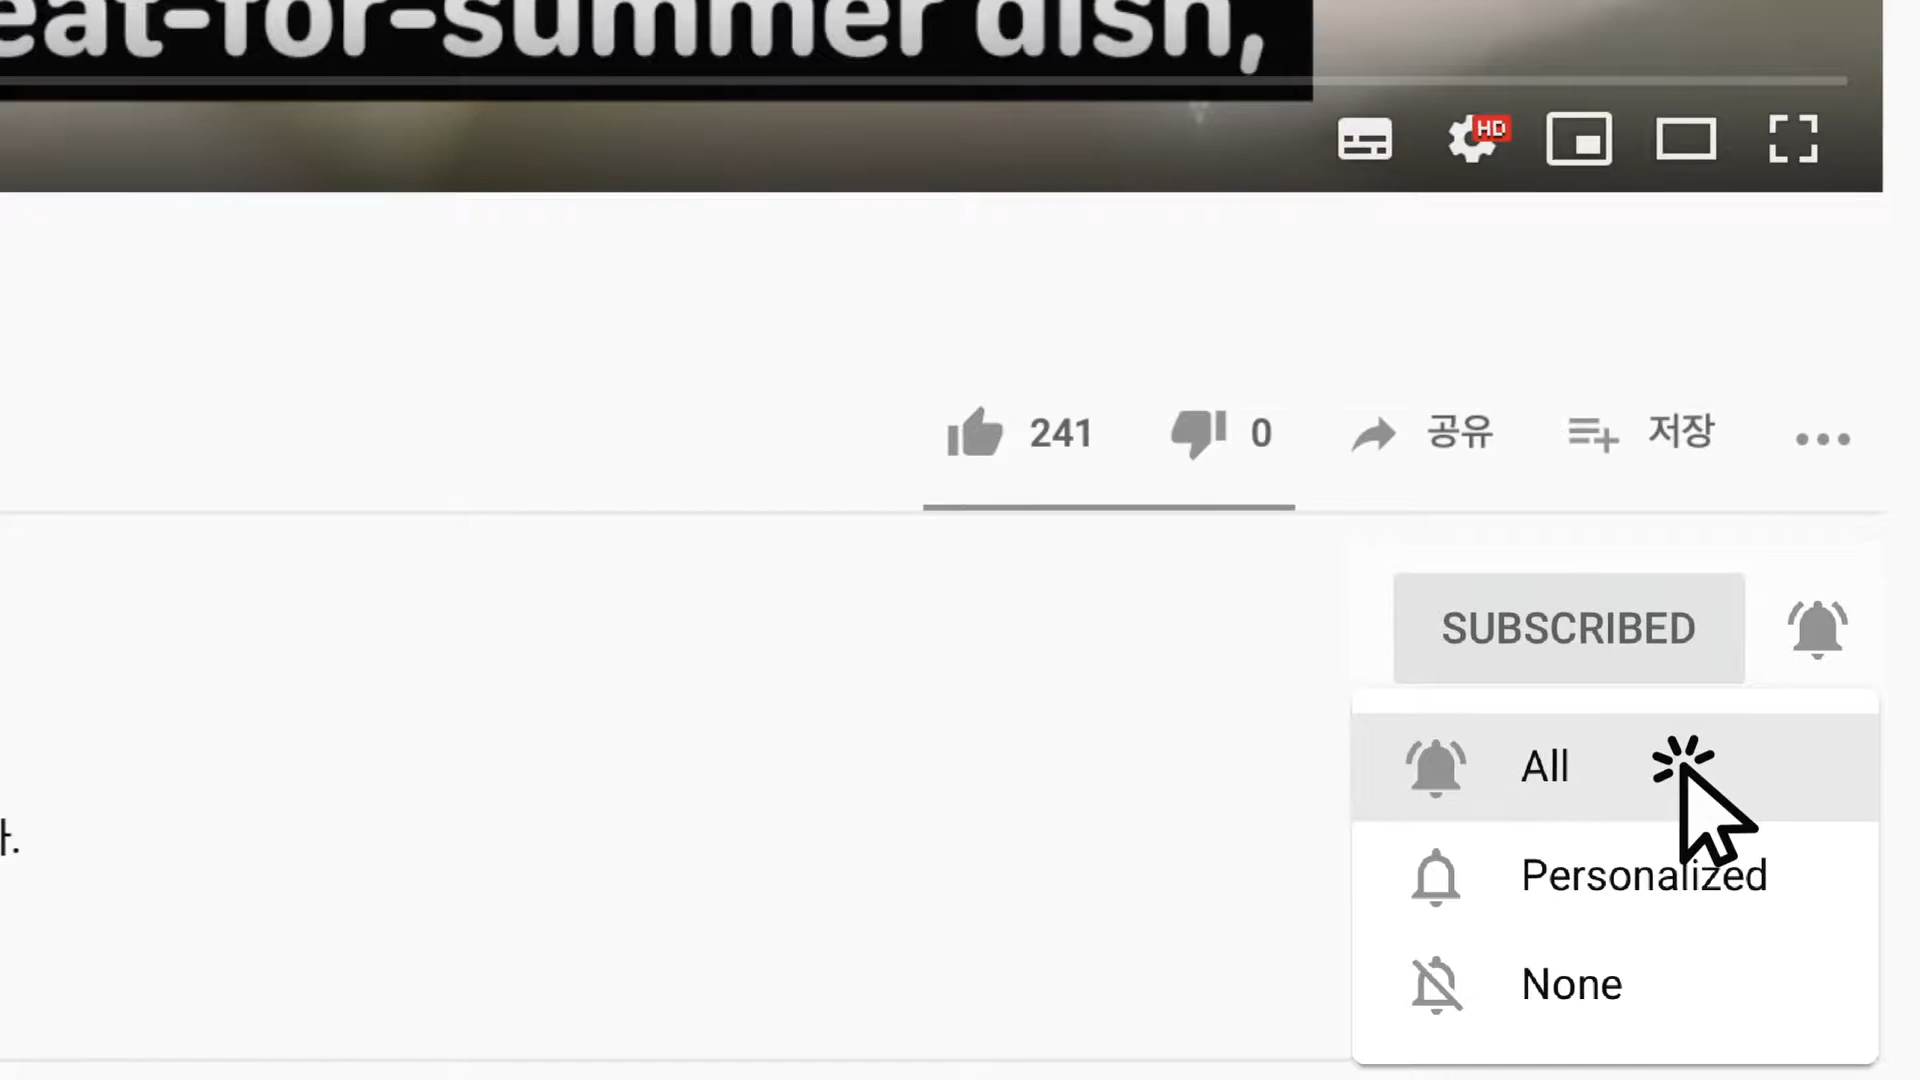 eat-for-summer dish,
HD
241 0 공유 저장
SUBSCRIBED
All
Personalized
None